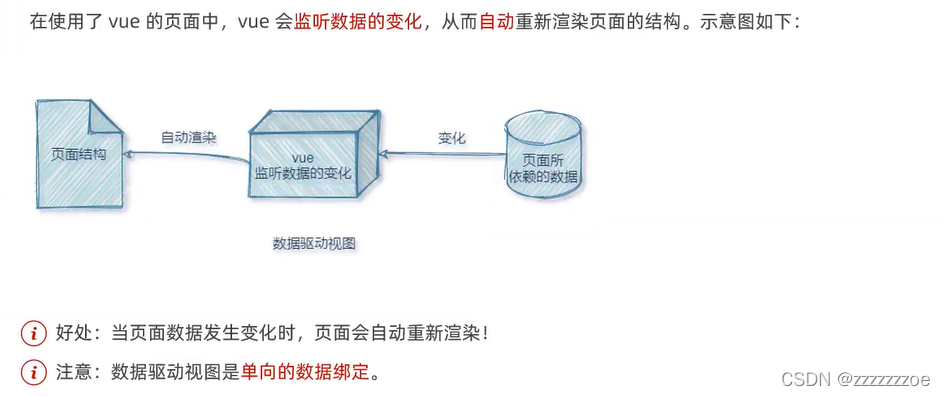 在使用了 vue 的页面中，vue 会监听数据的变化，从而自动重新渲染页面的结构。示意图如下：
页面结构
自动渲染
vue
监听数据的变化
变化
页面所
依赖的数据
数据驱动视图
i 好处：当页面数据发生变化时，页面会自动重新渲染！
i 注意：数据驱动视图是单向的数据绑定。
CSDN @zzzzzzzoe